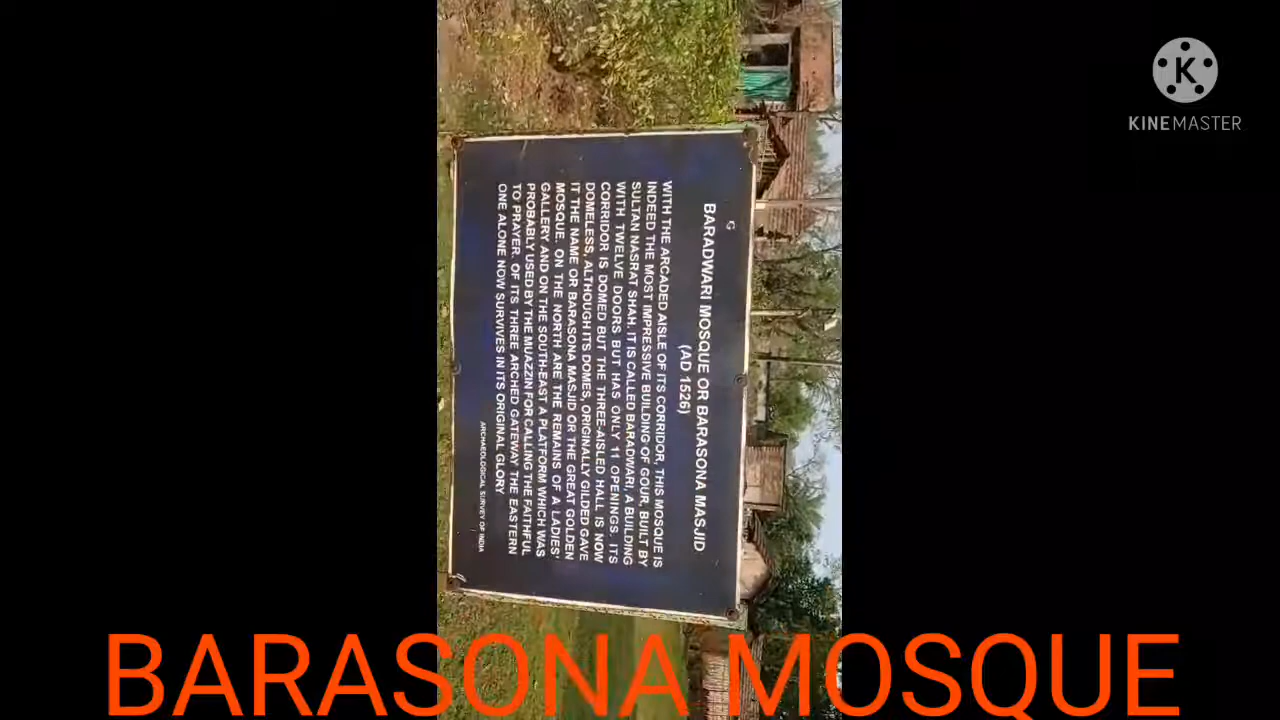 K
KINEMASTER
G
BARADWARI MOSQUE OR BARASONA MASJID
(AD 1526)
WITH THE ARCADED AISLE OF ITS CORRIDOR, THIS MOSQUE IS
INDEED THE MOST IMPRESSIVE BUILDING OF GOUR, BUILT BY
SULTAN NASRAT SHAH. IT IS CALLED BARADWARI, A BUILDING
WITH TWELVE DOORS BUT HAS ONLY 11 OPENINGS. ITS
CORRIDOR IS DOMED BUT THE THREE-AISLED HALL IS NOW
DOMELESS, ALTHOUGH ITS DOMES, ORIGINALLY GILDED GAVE
IT THE NAME OR BARASONA MASJID OR THE GREAT GOLDEN
MOSQUE. ON THE NORTH ARE THE REMAINS OF A LADIES'
GALLERY AND ON THE SOUTH-EAST A PLATFORM WHICH WAS
PROBABLY USED BY THE MUAZZIN FOR CALLING THE FAITHFUL
TO PRAYER. OF ITS THREE ARCHED GATEWAY THE EASTERN
ONE ALONE NOW SURVIVES IN ITS ORIGINAL GLORY
ARCHAEOLOGICAL SURVEY OF INDIA
BARASONA MOSQUE